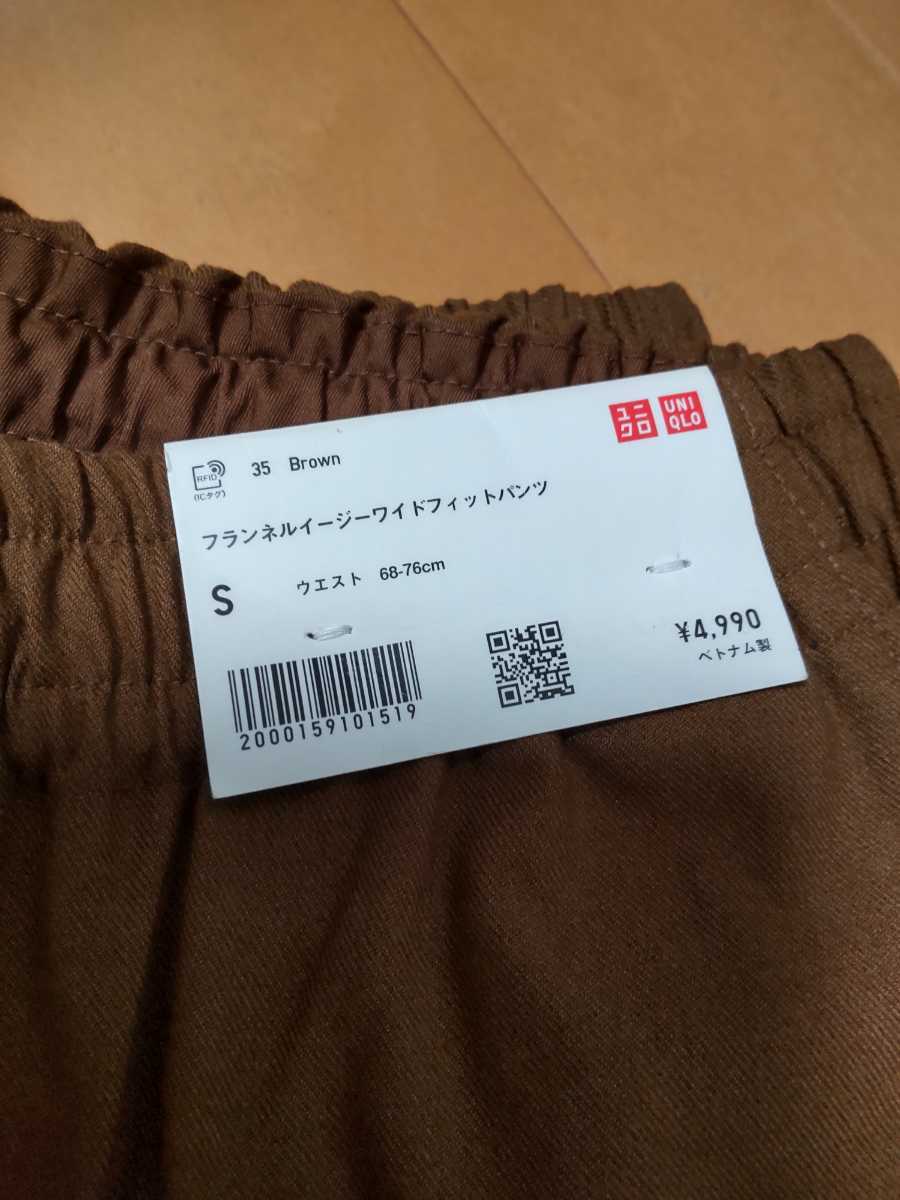 ユニ
クロ
UNI
QLO
RFID
(ICタグ)
35 Brown
フランネルイージーワイドフィットパンツ
S
ウエスト 68-76cm
¥4,990
ベトナム製
2000159101519